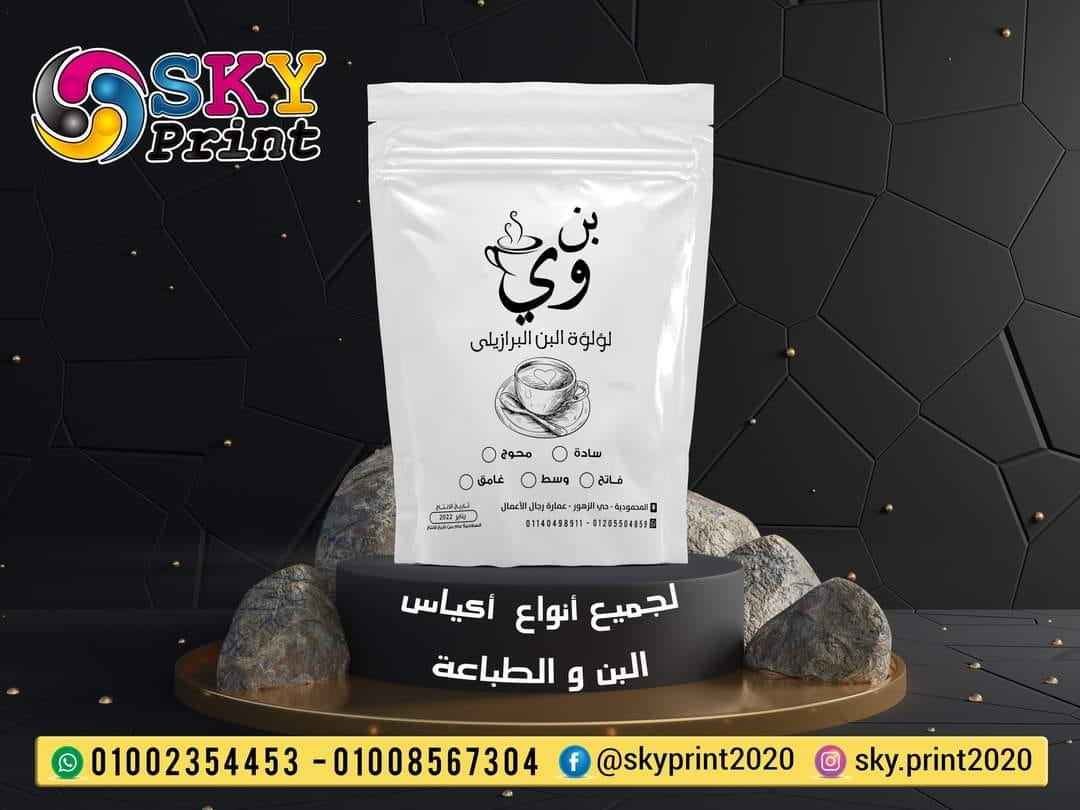 SKY
Print
بن
وي
لؤلؤة البن البرازيلى
سادة محوج
فاتح وسط غامق
المحمودية - حي الزهور - عمارة رجال الأعمال
01140498911 - 01205504859
تاريخ الانتاج
يناير 2022
لجميع أنواع أكياس
البن و الطباعة
01002354453 - 01008567304 @skyprint2020 sky.print2020